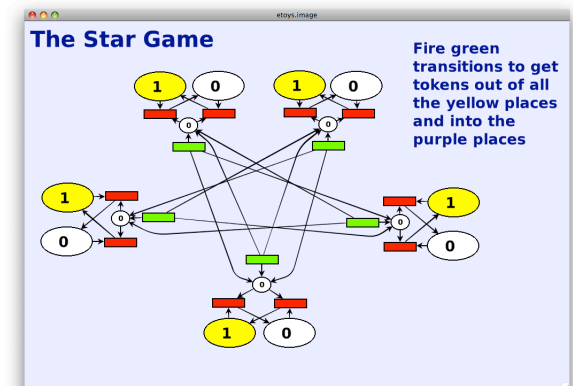 etoys.image
The Star Game
Fire green
transitions to get
tokens out of all
the yellow places
and into the
purple places
1 0
1 0
0
0
1
0
0
0
1
0
0
1 0